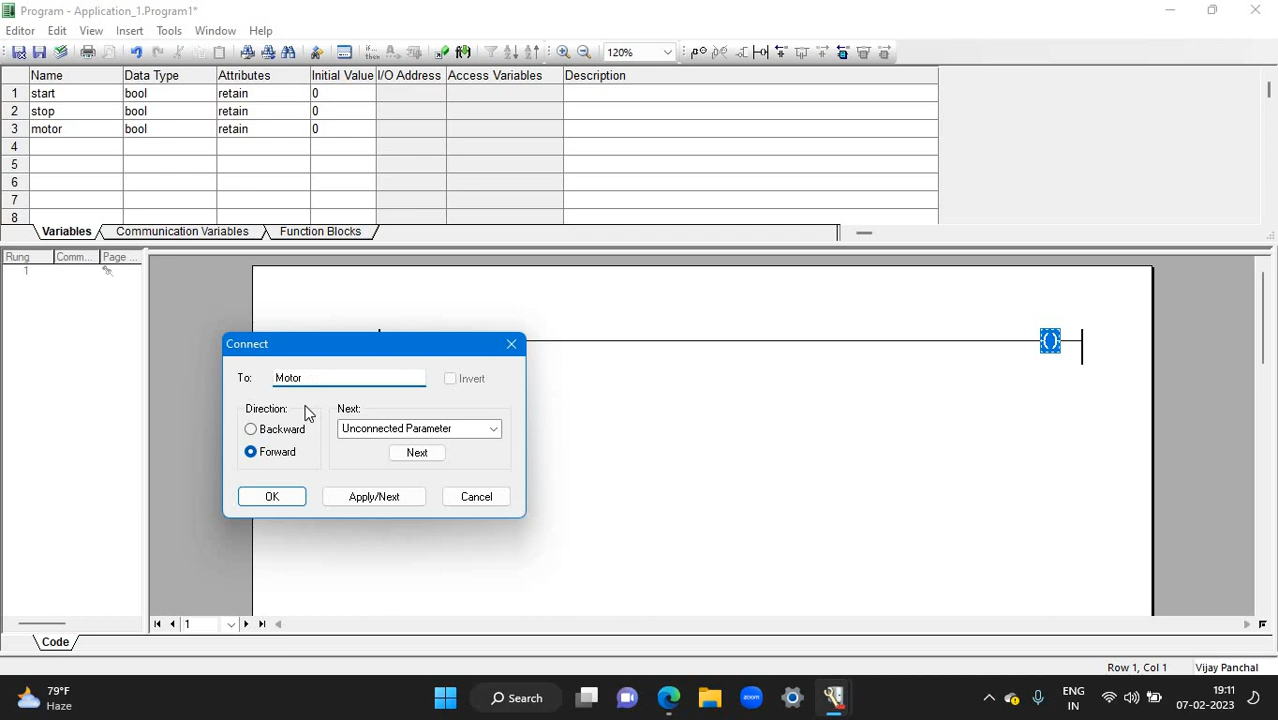 Program - Application_1.Program1*
Editor Edit View Insert Tools Window Help
if... then 120%
Name Data Type Attributes Initial Value I/O Address Access Variables Description
1 start bool retain 0
2 stop bool retain 0
3 motor bool retain 0
4
5
6
7
8
Variables Communication Variables Function Blocks
Rung Comm... Page ...
1
Connect
To: Motor Invert
Direction: Next:
Backward Unconnected Parameter
Forward Next
OK Apply/Next Cancel
1
Code
Row 1, Col 1 Vijay Panchal
79°F
Haze
Search
zoom
ENG
IN
19:11
07-02-2023